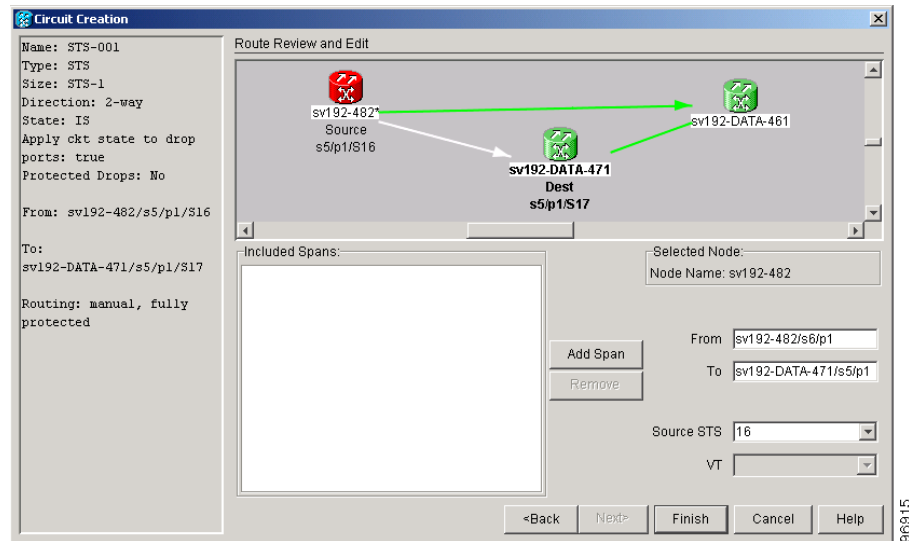 Circuit Creation
Name: STS-001
Type: STS
Size: STS-1
Direction: 2-way
State: IS
Apply ckt state to drop
ports: true
Protected Drops: No
From: sv192-482/s5/p1/S16
To:
sv192-DATA-471/s5/p1/S17
Routing: manual, fully
protected
Route Review and Edit
sv192-482*
Source
s5/p1/S16
sv192-DATA-461
sv192-DATA-471
Dest
s5/p1/S17
Included Spans:
Selected Node:
Node Name: sv192-482
Add Span
Remove
From sv192-482/s6/p1
To sv192-DATA-471/s5/p1
Source STS 16
VT
<Back
Next>
Finish
Cancel
Help
96915